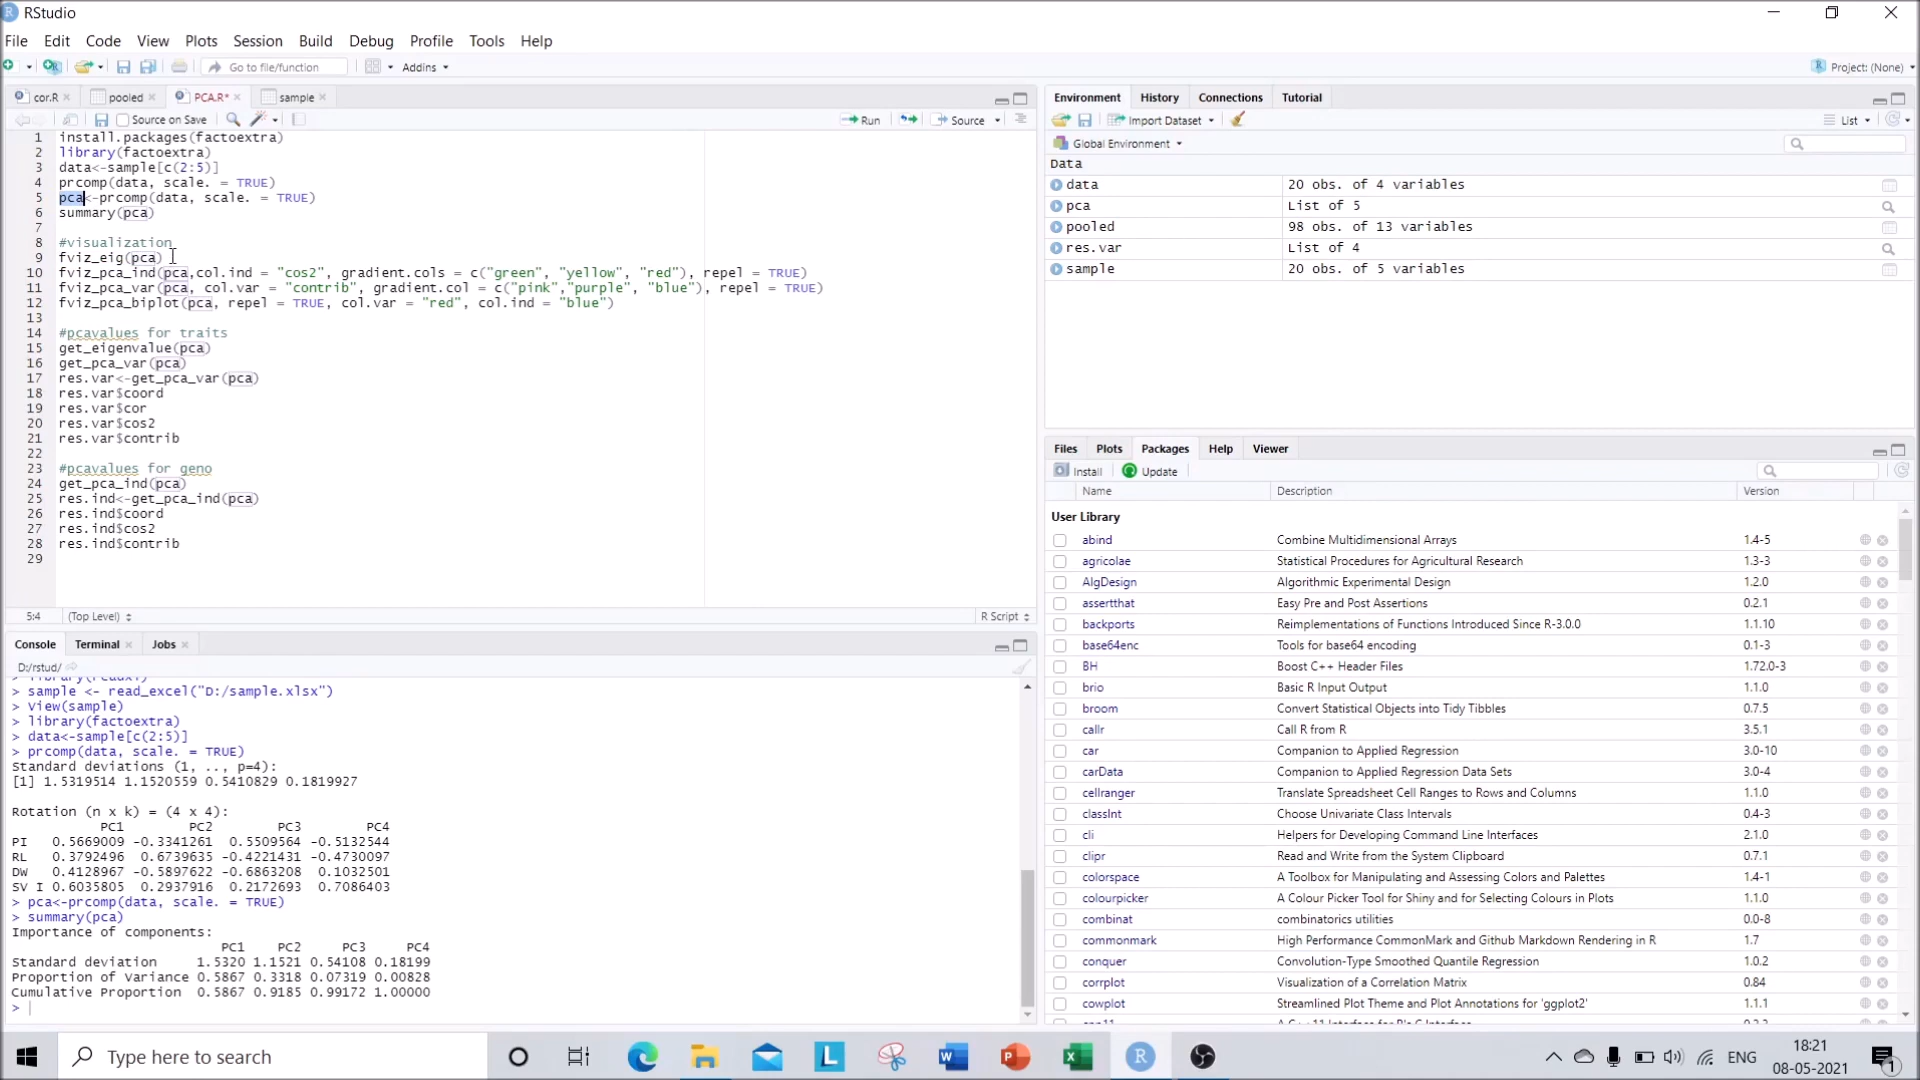 RStudio
File Edit Code View Plots Session Build Debug Profile Tools Help
Go to file/function Addins Project: (None)
cor.R pooled PCA.R* sample
Source on Save Run Source
1 install.packages(factoextra)
2 library(factoextra)
3 data<-sample[c(2:5)]
4 prcomp(data, scale. = TRUE)
5 pca<-prcomp(data, scale. = TRUE)
6 summary(pca)
7
8 #visualization
9 fviz_eig(pca)
10 fviz_pca_ind(pca,col.ind = "cos2", gradient.cols = c("green", "yellow", "red"), repel = TRUE)
11 fviz_pca_var(pca, col.var = "contrib", gradient.col = c("pink","purple", "blue"), repel = TRUE)
12 fviz_pca_biplot(pca, repel = TRUE, col.var = "red", col.ind = "blue")
13
14 #pcavalues for traits
15 get_eigenvalue(pca)
16 get_pca_var(pca)
17 res.var<-get_pca_var(pca)
18 res.var$coord
19 res.var$cor
20 res.var$cos2
21 res.var$contrib
22
23 #pcavalues for geno
24 get_pca_ind(pca)
25 res.ind<-get_pca_ind(pca)
26 res.ind$coord
27 res.ind$cos2
28 res.ind$contrib
29
5:4 (Top Level) R Script
Console Terminal Jobs
D:/rstud/
> library(readxl)
> sample <- read_excel("D:/sample.xlsx")
> View(sample)
> library(factoextra)
> data<-sample[c(2:5)]
> prcomp(data, scale. = TRUE)
Standard deviations (1, .., p=4):
[1] 1.5319514 1.1520559 0.5410829 0.1819927
Rotation (n x k) = (4 x 4):
PC1 PC2 PC3 PC4
PI 0.5669009 -0.3341261 0.5509564 -0.5132544
RL 0.3792496 0.6739635 -0.4221431 -0.4730097
DW 0.4128967 -0.5897622 -0.6863208 0.1032501
SV I 0.6035805 0.2937916 0.2172693 0.7086403
> pca<-prcomp(data, scale. = TRUE)
> summary(pca)
Importance of components:
PC1 PC2 PC3 PC4
Standard deviation 1.5320 1.1521 0.54108 0.18199
Proportion of Variance 0.5867 0.3318 0.07319 0.00828
Cumulative Proportion 0.5867 0.9185 0.99172 1.00000
>
Environment History Connections Tutorial
Import Dataset List
Global Environment
Data
data 20 obs. of 4 variables
pca List of 5
pooled 98 obs. of 13 variables
res.var List of 4
sample 20 obs. of 5 variables
Files Plots Packages Help Viewer
Install Update
Name Description Version
User Library
abind Combine Multidimensional Arrays 1.4-5
agricolae Statistical Procedures for Agricultural Research 1.3-3
AlgDesign Algorithmic Experimental Design 1.2.0
assertthat Easy Pre and Post Assertions 0.2.1
backports Reimplementations of Functions Introduced Since R-3.0.0 1.1.10
base64enc Tools for base64 encoding 0.1-3
BH Boost C++ Header Files 1.72.0-3
brio Basic R Input Output 1.1.0
broom Convert Statistical Objects into Tidy Tibbles 0.7.5
callr Call R from R 3.5.1
car Companion to Applied Regression 3.0-10
carData Companion to Applied Regression Data Sets 3.0-4
cellranger Translate Spreadsheet Cell Ranges to Rows and Columns 1.1.0
classInt Choose Univariate Class Intervals 0.4-3
cli Helpers for Developing Command Line Interfaces 2.1.0
clipr Read and Write from the System Clipboard 0.7.1
colorspace A Toolbox for Manipulating and Assessing Colors and Palettes 1.4-1
colourpicker A Colour Picker Tool for Shiny and for Selecting Colours in Plots 1.1.0
combinat combinatorics utilities 0.0-8
commonmark High Performance CommonMark and Github Markdown Rendering in R 1.7
conquer Convolution-Type Smoothed Quantile Regression 1.0.2
corrplot Visualization of a Correlation Matrix 0.84
cowplot Streamlined Plot Theme and Plot Annotations for 'ggplot2' 1.1.1
Type here to search ENG 18:21
08-05-2021